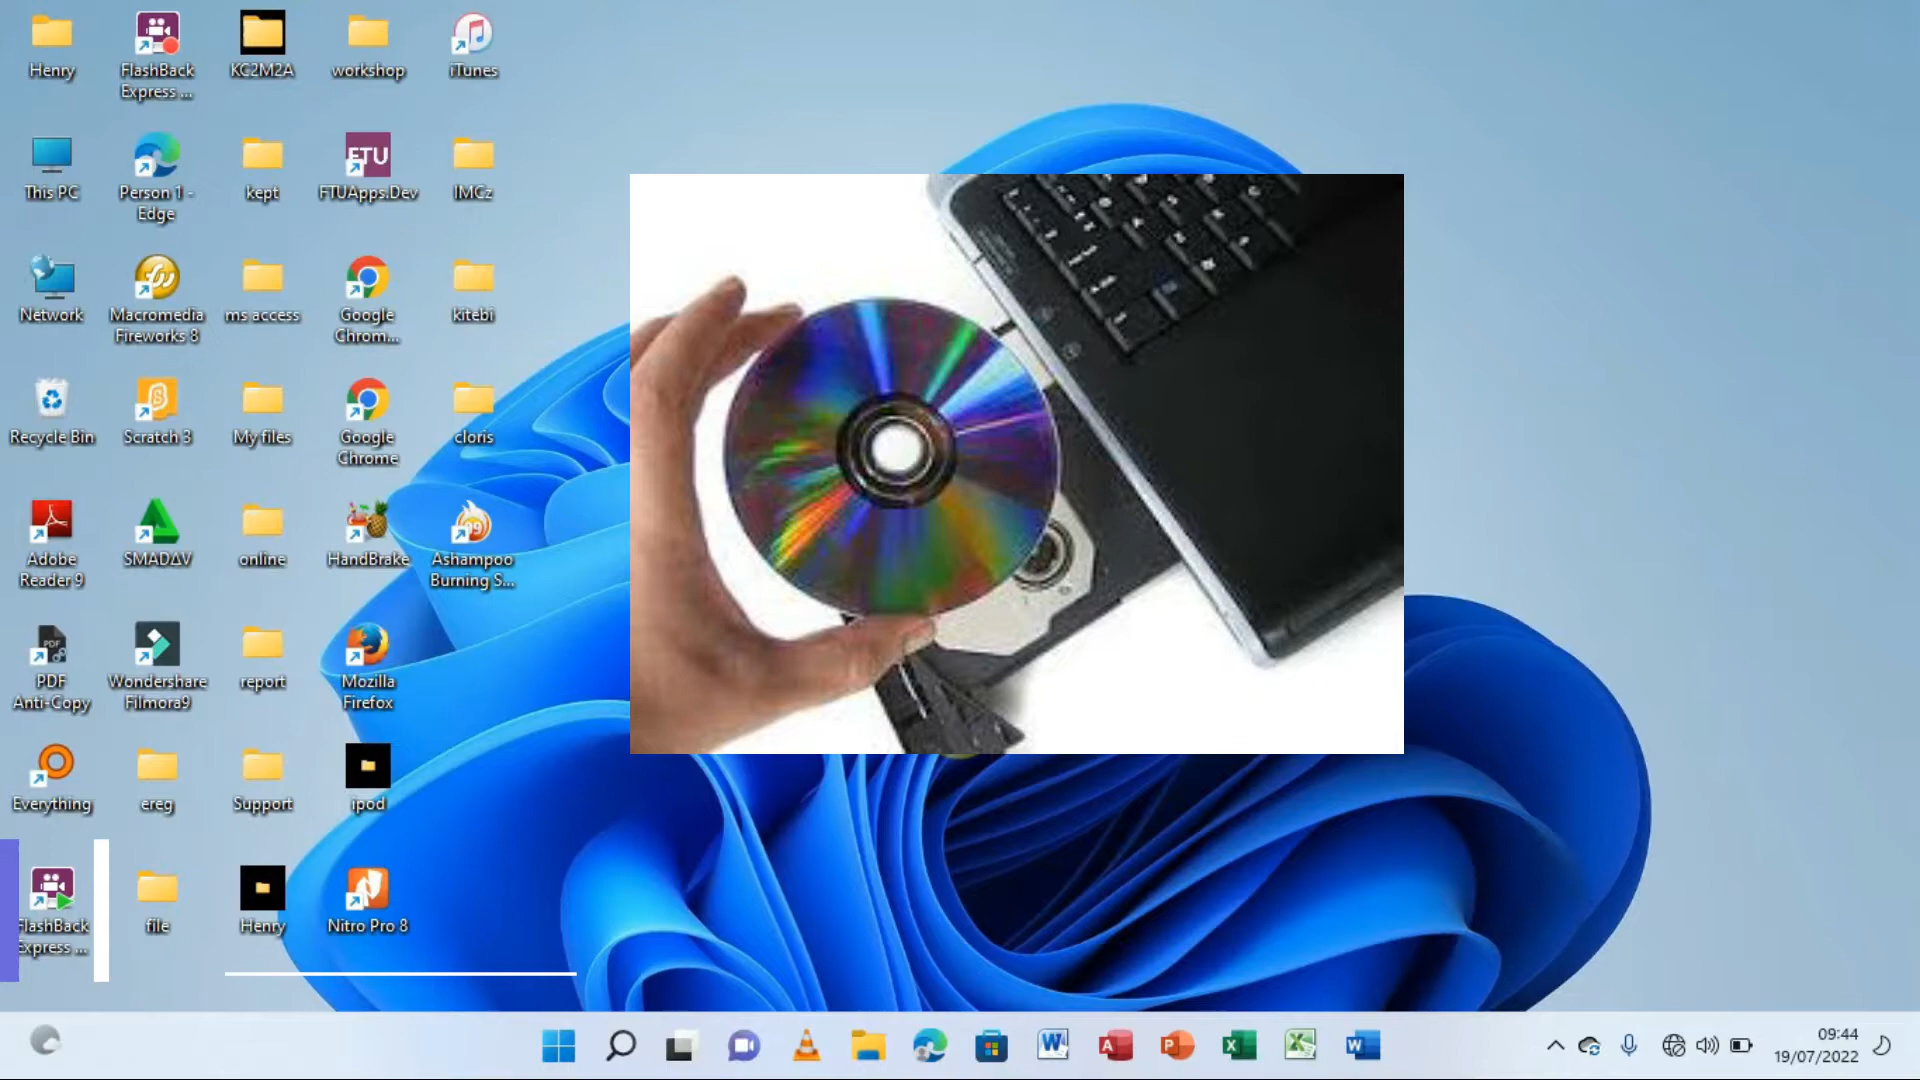 Henry
FlashBack
Express ...
KC2M2A
workshop
iTunes
This PC
Person 1 -
Edge
kept
FTU
FTUApps.Dev
IMCz
Network
Macromedia
Fireworks 8
ms access
Google
Chrom...
kitebi
Recycle Bin
Scratch 3
My files
Google
Chrome
cloris
Adobe
Reader 9
SMADΔV
online
HandBrake
Ashampoo
Burning S...
PDF
PDF
Anti-Copy
Wondershare
Filmora9
report
Mozilla
Firefox
Everything
ereg
Support
ipod
FlashBack
Express ...
file
Henry
Nitro Pro 8
09:44
19/07/2022